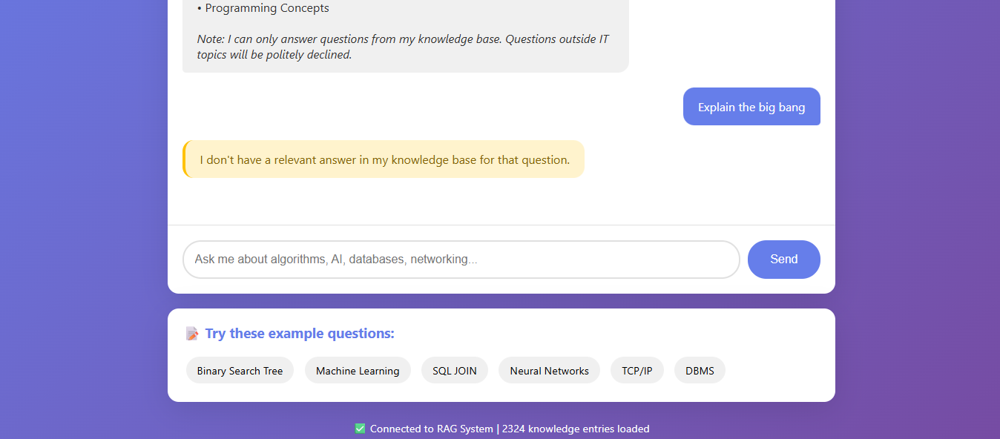 • Programming Concepts
Note: I can only answer questions from my knowledge base. Questions outside IT
topics will be politely declined.
Explain the big bang
I don't have a relevant answer in my knowledge base for that question.
Ask me about algorithms, AI, databases, networking...
Send
📝 Try these example questions:
Binary Search Tree
Machine Learning
SQL JOIN
Neural Networks
TCP/IP
DBMS
✅ Connected to RAG System | 2324 knowledge entries loaded